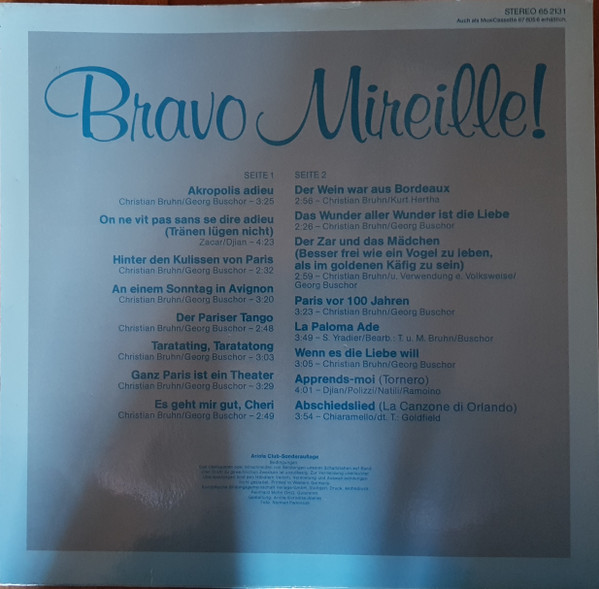 STEREO 65 2131
Auch als MusiCassette 67 605 6 erhältlich.
Bravo Mireille!
SEITE 1
Akropolis adieu
Christian Bruhn/Georg Buschor – 3:25
On ne vit pas sans se dire adieu
(Tränen lügen nicht)
Zacar/Djian – 4:23
Hinter den Kulissen von Paris
Christian Bruhn/Georg Buschor – 2:32
An einem Sonntag in Avignon
Christian Bruhn/Georg Buschor – 3:20
Der Pariser Tango
Christian Bruhn/Georg Buschor – 2:48
Taratating, Taratatong
Christian Bruhn/Georg Buschor – 3:03
Ganz Paris ist ein Theater
Christian Bruhn/Georg Buschor – 3:29
Es geht mir gut, Cheri
Christian Bruhn/Georg Buschor – 2:49
SEITE 2
Der Wein war aus Bordeaux
2:56 – Christian Bruhn/Kurt Hertha
Das Wunder aller Wunder ist die Liebe
2:26 – Christian Bruhn/Georg Buschor
Der Zar und das Mädchen
(Besser frei wie ein Vogel zu leben,
als im goldenen Käfig zu sein)
2:59 – Christian Bruhn/u. Verwendung e. Volksweise/
Georg Buschor
Paris vor 100 Jahren
3:23 – Christian Bruhn/Georg Buschor
La Paloma Ade
3:49 – S. Yradier/Bearb.: T. u. M. Bruhn/Buschor
Wenn es die Liebe will
3:05 – Christian Bruhn/Georg Buschor
Apprends-moi (Tornero)
4:01 – Djian/Polizzi/Natili/Ramoino
Abschiedslied (La Canzone di Orlando)
3:54 – Chiaramello/dt. T.: Goldfield
Ariola Club-Sonderauflage